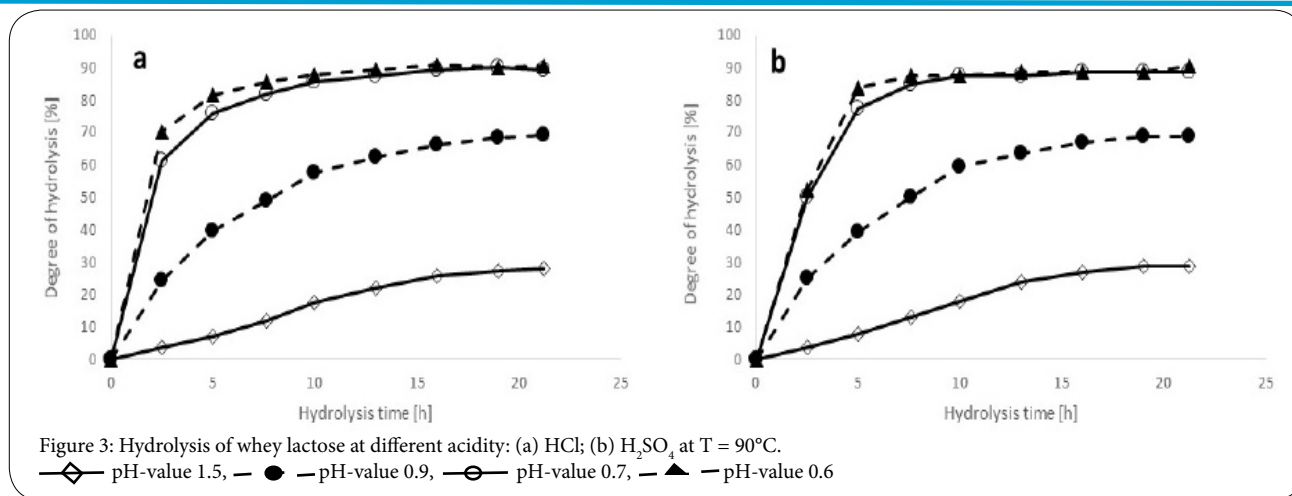 a
Degree of hydrolysis [%]
100
90
80
70
60
50
40
30
20
10
0
0 5 10 15 20 25
Hydrolysis time [h]
b
Degree of hydrolysis [%]
100
90
80
70
60
50
40
30
20
10
0
0 5 10 15 20 25
Hydrolysis time [h]
Figure 3: Hydrolysis of whey lactose at different acidity: (a) HCl; (b) H₂SO₄ at T = 90°C.
pH-value 1.5, pH-value 0.9, pH-value 0.7, pH-value 0.6